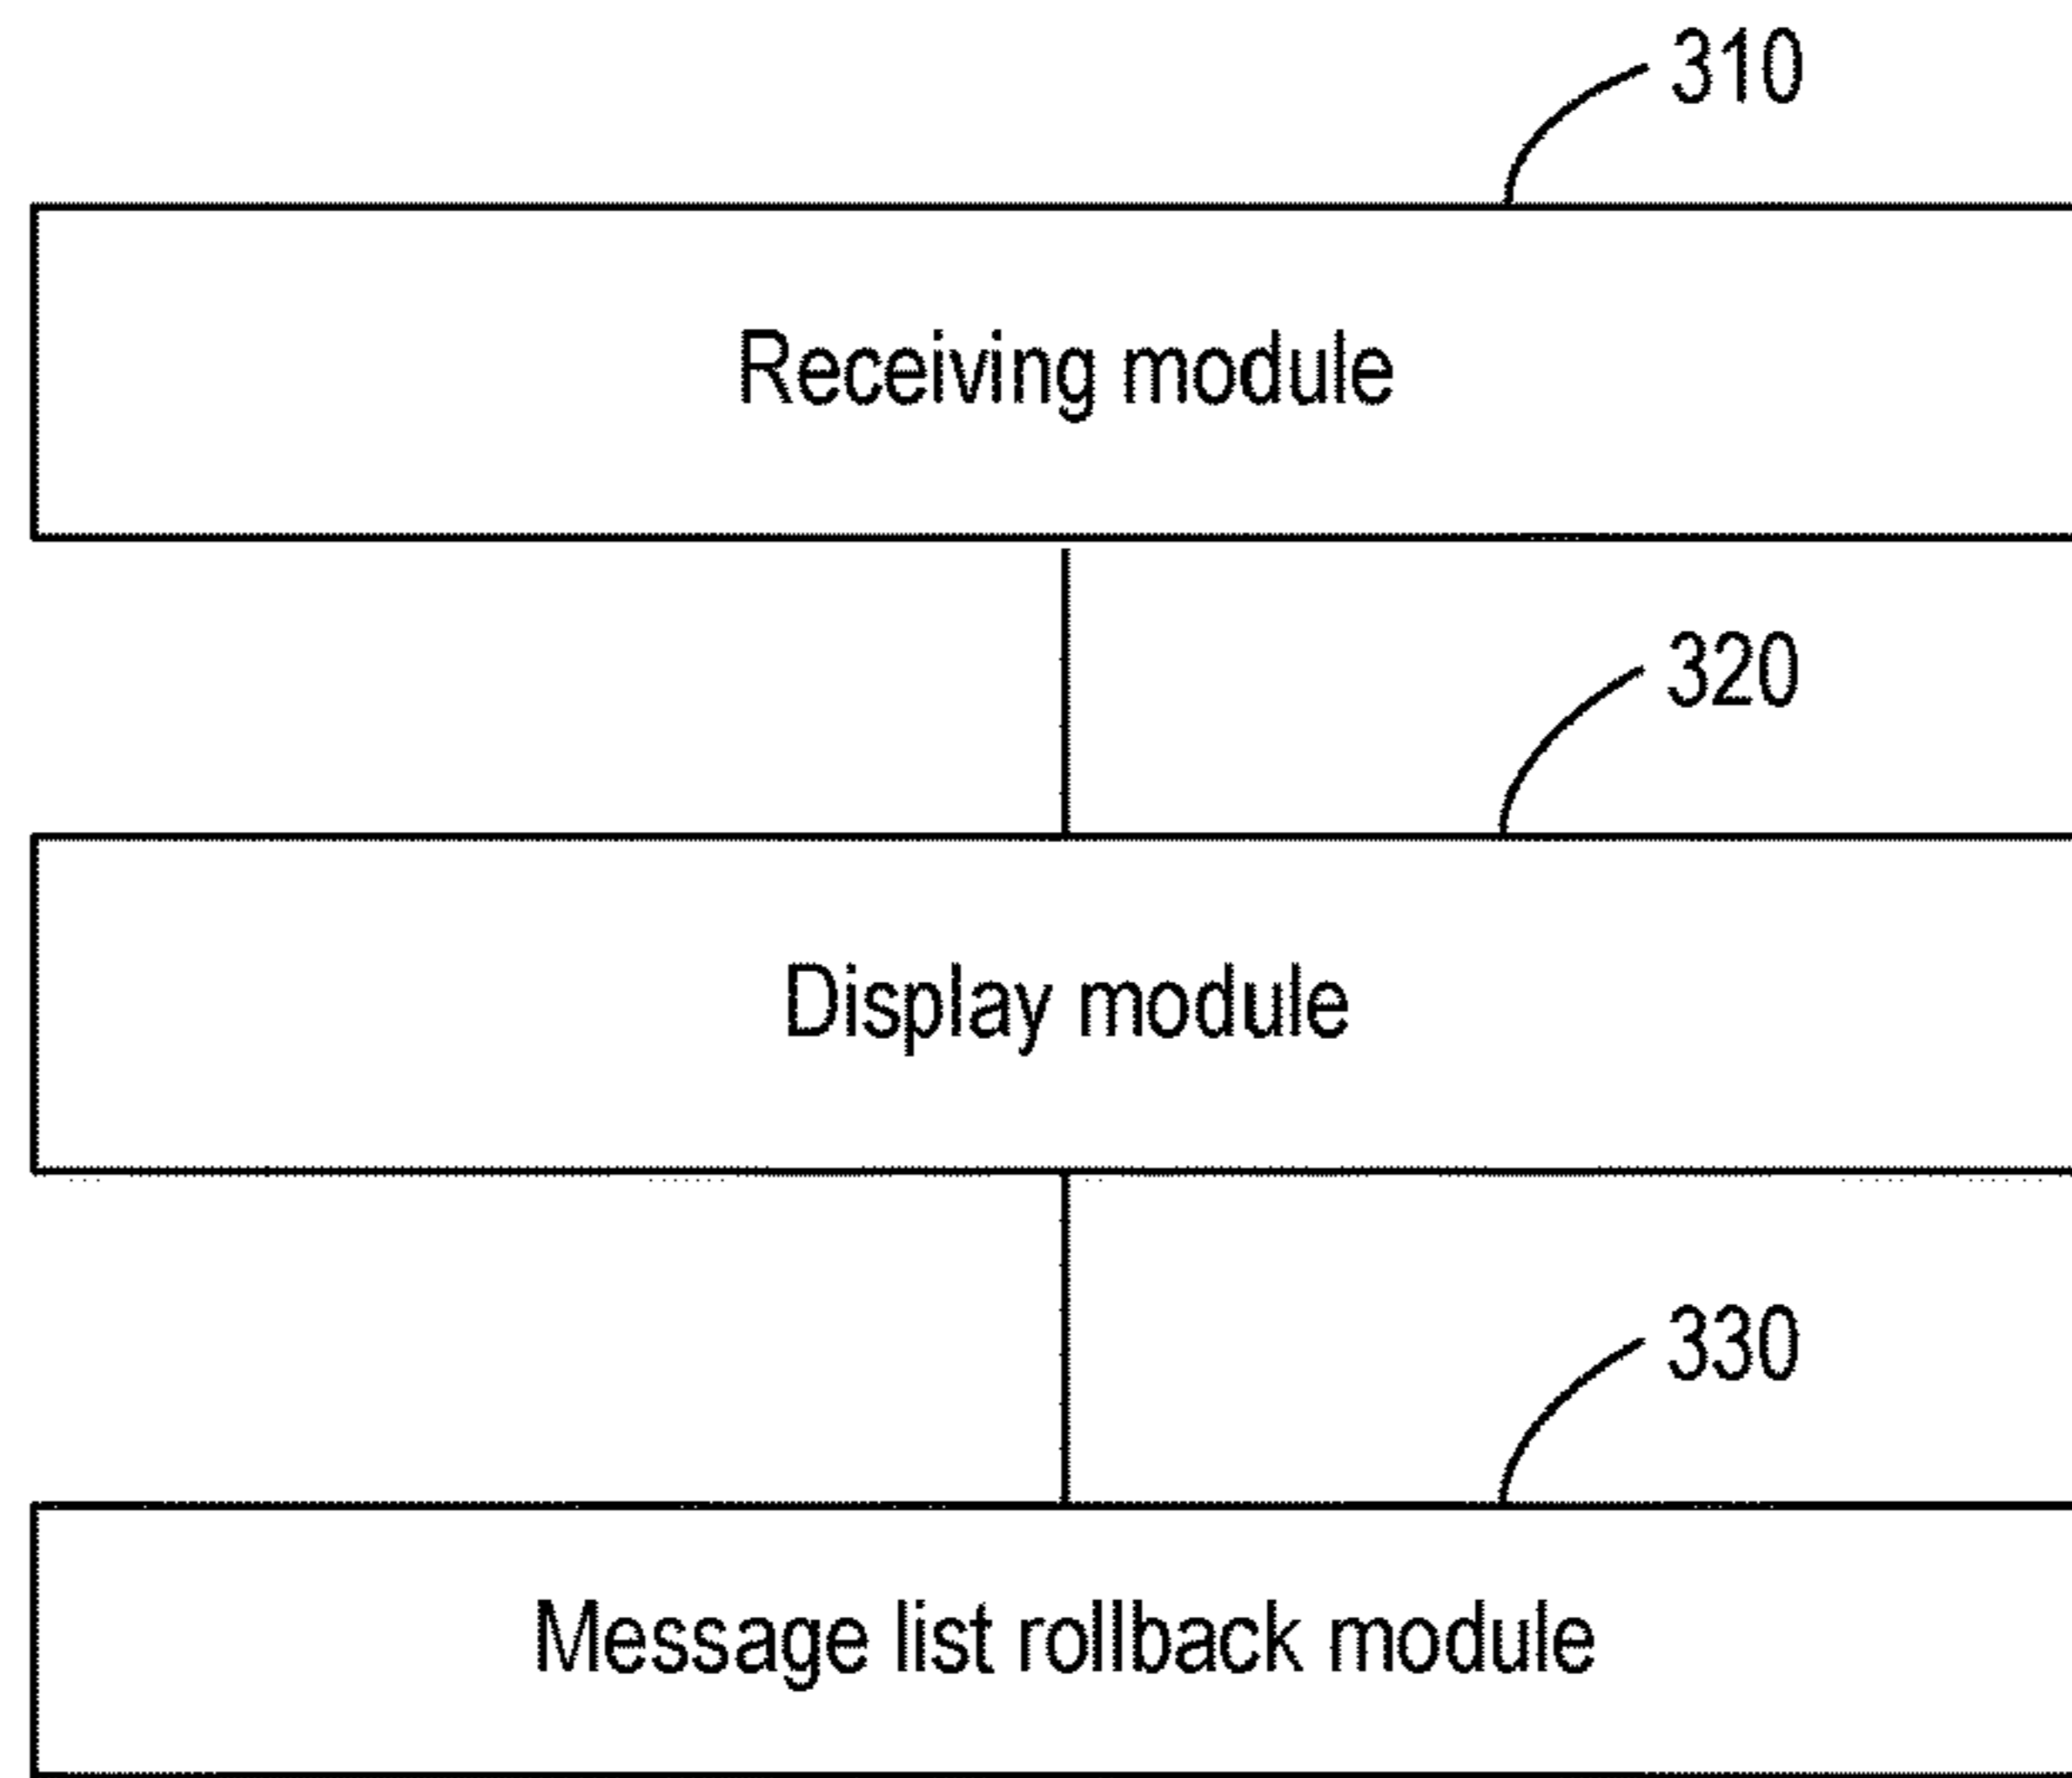 310
Receiving module
320
Display module
330
Message list rollback module